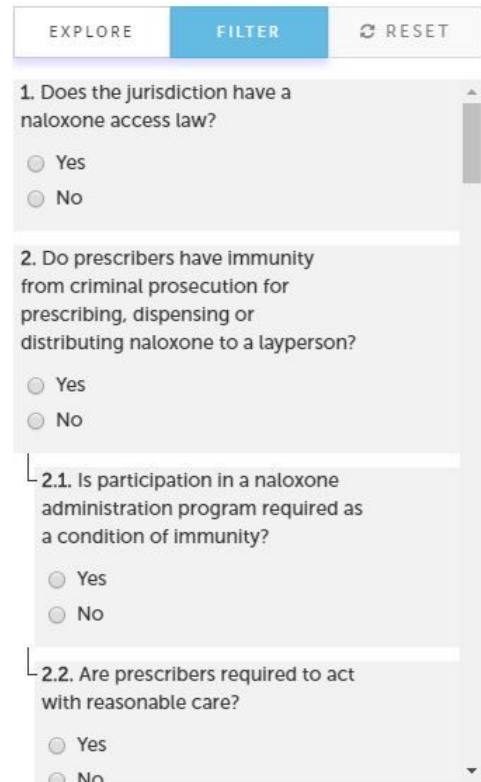 EXPLORE FILTER RESET
1. Does the jurisdiction have a
naloxone access law?
Yes
No
2. Do prescribers have immunity
from criminal prosecution for
prescribing, dispensing or
distributing naloxone to a layperson?
Yes
No
2.1. Is participation in a naloxone
administration program required as
a condition of immunity?
Yes
No
2.2. Are prescribers required to act
with reasonable care?
Yes
No